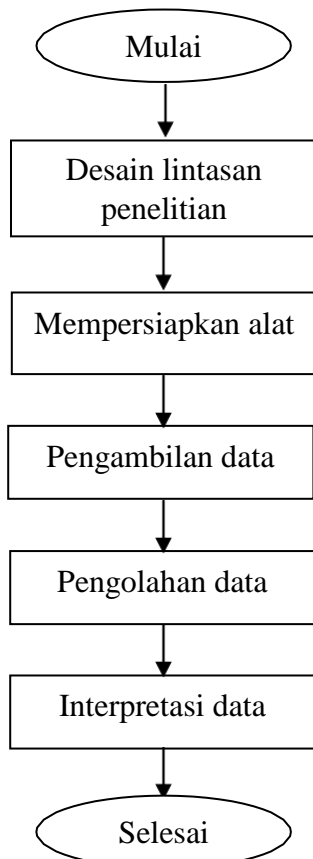 Mulai
Desain lintasan
penelitian
Mempersiapkan alat
Pengambilan data
Pengolahan data
Interpretasi data
Selesai